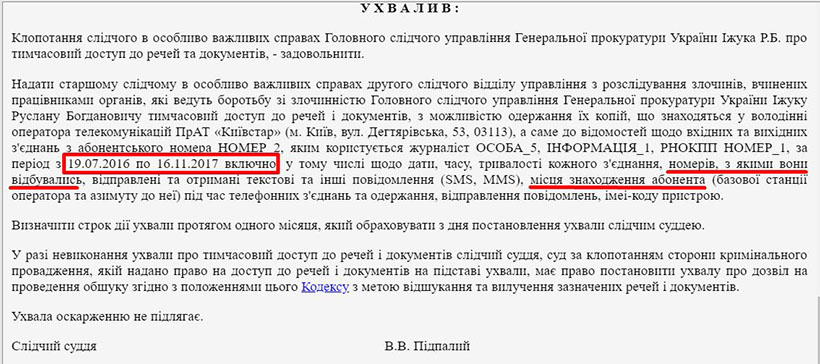 У Х В А Л И В :
Клопотання слідчого в особливо важливих справах Головного слідчого управління Генеральної прокуратури України Іжука Р.Б. про
тимчасовий доступ до речей та документів, - задовольнити.
Надати старшому слідчому в особливо важливих справах другого слідчого відділу управління з розслідування злочинів, вчинених
працівниками органів, які ведуть боротьбу зі злочинністю Головного слідчого управління Генеральної прокуратури України Іжуку
Руслану Богдановичу тимчасовий доступ до речей і документів, з можливістю одержання їх копій, що знаходяться у володінні
оператора телекомунікацій ПрАТ «Київстар» (м. Київ, вул. Дегтярівська, 53, 03113), а саме до відомостей щодо вхідних та вихідних
з'єднань з абонентського номера НОМЕР_2, яким користується журналіст ОСОБА_5, ІНФОРМАЦІЯ_1, РНОКПП НОМЕР_1, за
період з 19.07.2016 по 16.11.2017 включно у тому числі щодо дати, часу, тривалості кожного з'єднання, номерів, з якими вони
відбувались, відправлені та отримані текстові та інші повідомлення (SMS, MMS), місця знаходження абонента (базової станції
оператора та азимуту до неї) під час телефонних з'єднань та одержання, відправлення повідомлень, імеі-коду пристрою.
Визначити строк дії ухвали протягом одного місяця, який обраховувати з дня постановлення ухвали слідчим суддею.
У разі невиконання ухвали про тимчасовий доступ до речей і документів слідчий суддя, суд за клопотанням сторони кримінального
провадження, якій надано право на доступ до речей і документів на підставі ухвали, має право постановити ухвалу про дозвіл на
проведення обшуку згідно з положеннями цього Кодексу з метою відшукання та вилучення зазначених речей і документів.
Ухвала оскарженню не підлягає.
Слідчий суддя В.В. Підпалий